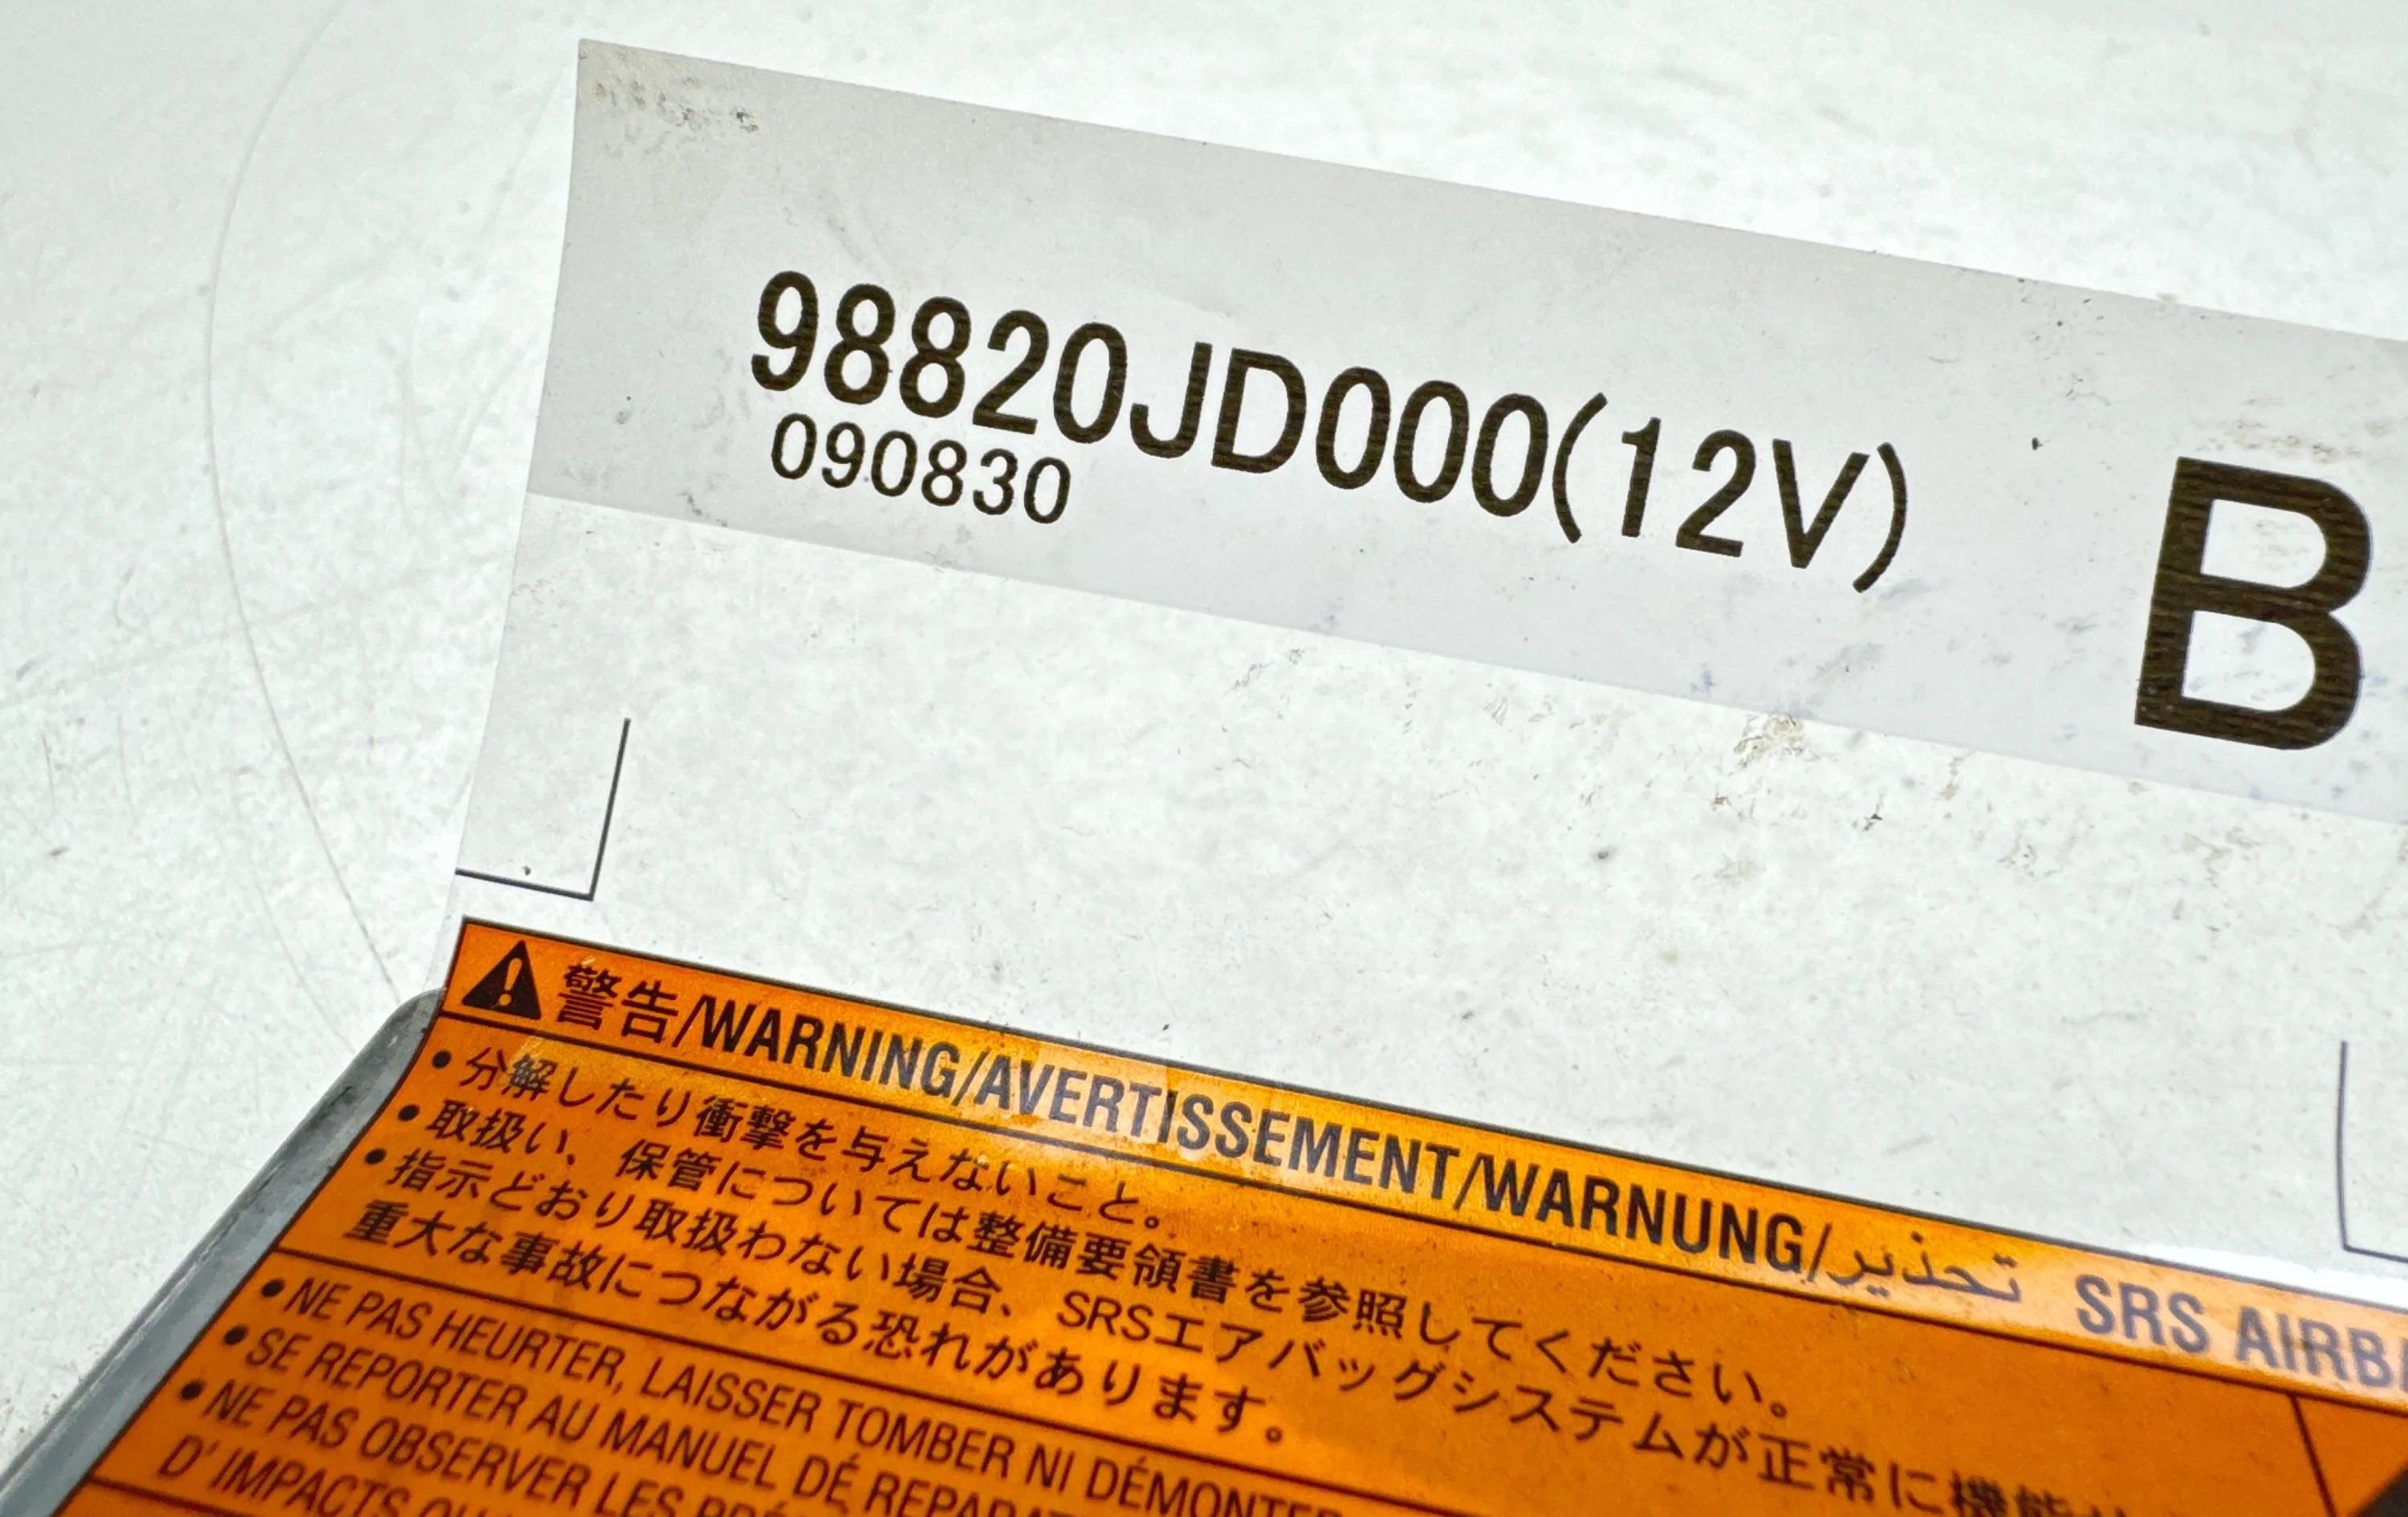 98820JD000(12V) B
090830
警告/WARNING/AVERTISSEMENT/WARNUNG/تحذير SRS
・分解したり衝撃を与えないこと。
・取扱い、保管については整備要領書を参照してください。
・指示どおり取扱わない場合、SRSエアバッグシステムが正常に機能
重大な事故につながる恐れがあります。
• NE PAS HEURTER, LAISSER TOMBER NI DÉMONTER
• SE REPORTER AU MANUEL DÉ
• NE PAS OBSERVER LES
D' IMPACTS